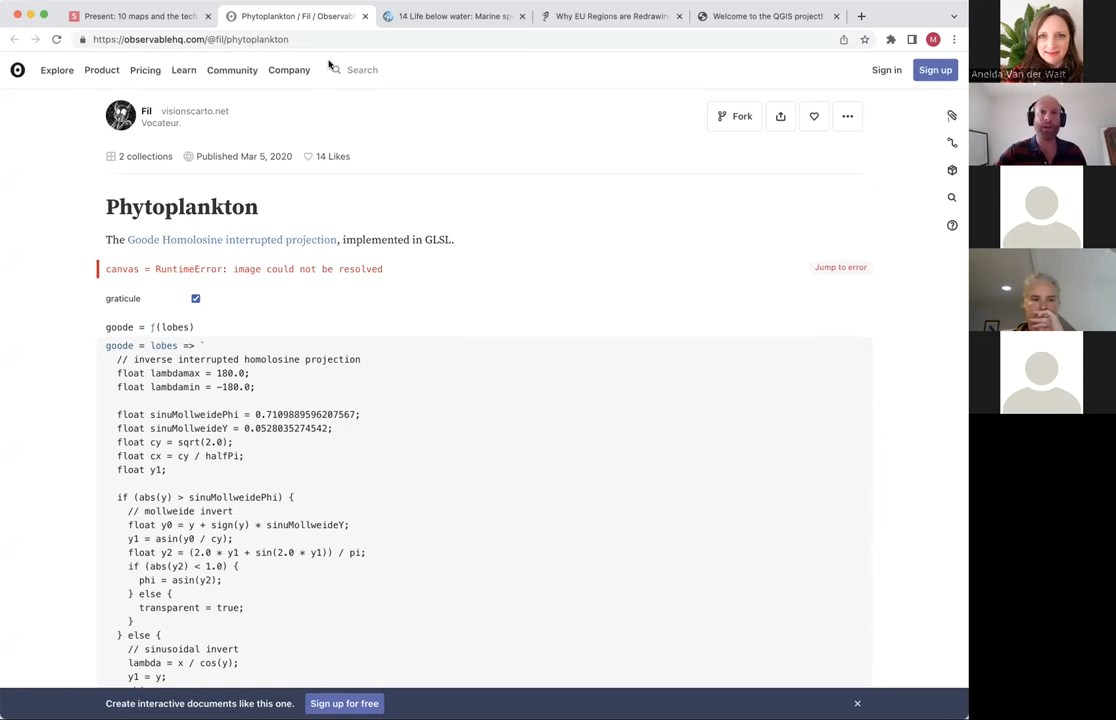 Present: 10 maps and the tech
Phytoplankton / Fil / Observabl
14 Life below water: Marine sp
Why EU Regions are Redrawin
Welcome to the QGIS project!
https://observablehq.com/@fil/phytoplankton
M
Explore
Product
Pricing
Learn
Community
Company
Search
Sign in
Sign up
Anelda Van der Walt
Fil visionscarto.net
Vocateur.
Fork
2 collections
Published Mar 5, 2020
14 Likes
Phytoplankton
The Goode Homolosine interrupted projection, implemented in GLSL.
canvas = RuntimeError: image could not be resolved
Jump to error
graticule
goode = ƒ(lobes)
goode = lobes => `
// inverse interrupted homolosine projection
float lambdamax = 180.0;
float lambdamin = -180.0;
float sinuMollweidePhi = 0.7109889596207567;
float sinuMollweideY = 0.0528035274542;
float cy = sqrt(2.0);
float cx = cy / halfPi;
float y1;
if (abs(y) > sinuMollweidePhi) {
// mollweide invert
float y0 = y + sign(y) * sinuMollweideY;
y1 = asin(y0 / cy);
float y2 = (2.0 * y1 + sin(2.0 * y1)) / pi;
if (abs(y2) < 1.0) {
phi = asin(y2);
} else {
transparent = true;
}
} else {
// sinusoidal invert
lambda = x / cos(y);
y1 = y;
Create interactive documents like this one.
Sign up for free